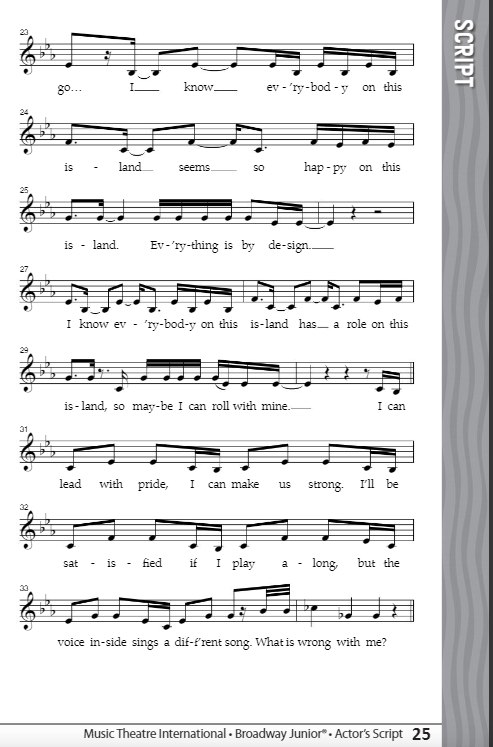 SCRIPT
23
go... I know ev - 'ry-bod - y on this
24
is - land seems so hap - py on this
25
is - land. Ev-'ry-thing is by de-sign.
27
I know ev - 'ry-bod-y on this is-land has a role on this
29
is-land, so may-be I can roll with mine. I can
31
lead with pride, I can make us strong. I'll be
32
sat - is - fied if I play a - long, but the
33
voice in-side sings a dif-f'rent song. What is wrong with me?
Music Theatre International • Broadway Junior® • Actor's Script 25